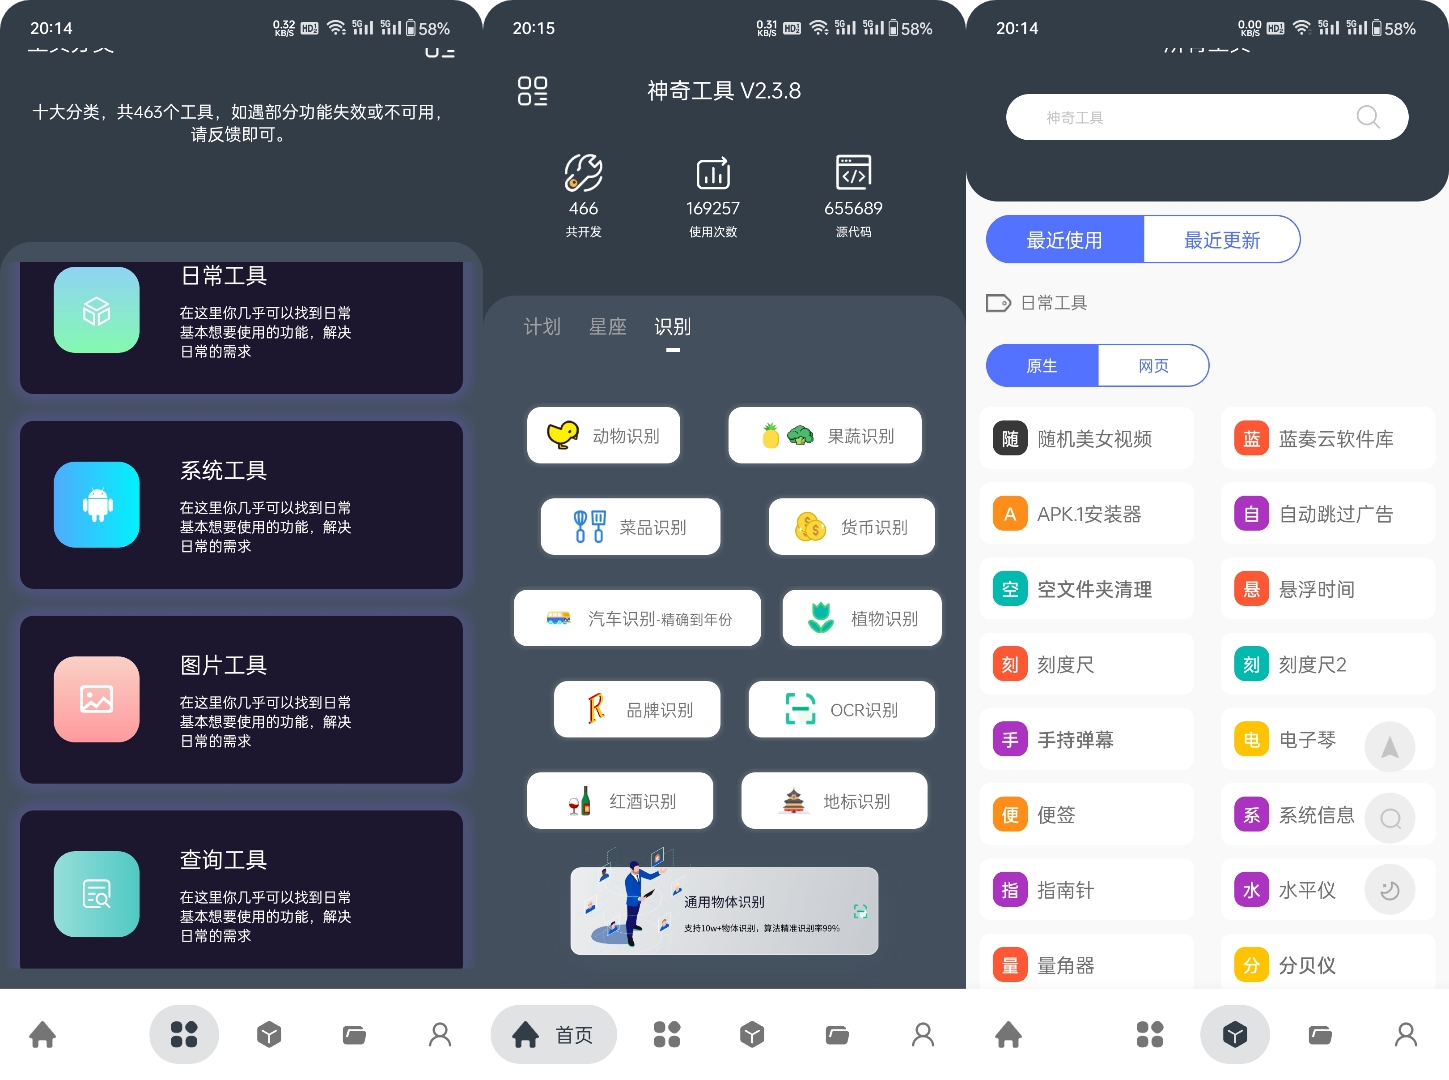 20:14
0.32 KB/S HD 5G 5G 58%
十大分类，共463个工具，如遇部分功能失效或不可用，
请反馈即可。
日常工具
在这里你几乎可以找到日常
基本想要使用的功能，解决
日常的需求
系统工具
在这里你几乎可以找到日常
基本想要使用的功能，解决
日常的需求
图片工具
在这里你几乎可以找到日常
基本想要使用的功能，解决
日常的需求
查询工具
在这里你几乎可以找到日常
基本想要使用的功能，解决
日常的需求
20:15
0.31 KB/S HD 5G 5G 58%
神奇工具 V2.3.8
466 169257 655689
共开发 使用次数 源代码
计划 星座 识别
动物识别 果蔬识别
菜品识别 货币识别
汽车识别-精确到年份 植物识别
品牌识别 OCR识别
红酒识别 地标识别
通用物体识别
支持10w+物体识别，算法精准识别率99%
首页
20:14
0.00 KB/S HD 5G 5G 58%
神奇工具
最近使用 最近更新
日常工具
原生 网页
随 随机美女视频 蓝 蓝奏云软件库
A APK.1安装器 自 自动跳过广告
空 空文件夹清理 悬 悬浮时间
刻 刻度尺 刻 刻度尺2
手 手持弹幕 电 电子琴
便 便签 系 系统信息
指 指南针 水 水平仪
量 量角器 分 分贝仪